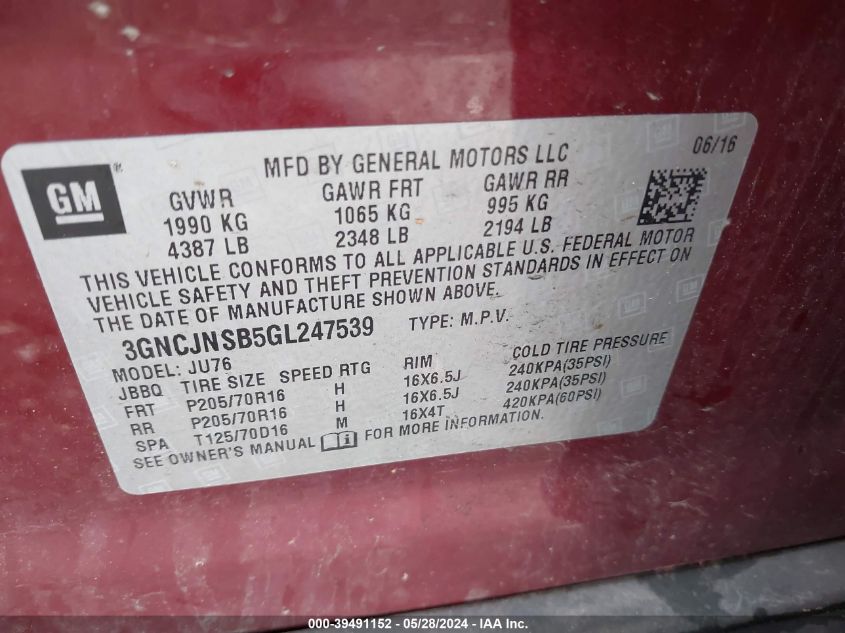 GM®
MFD BY GENERAL MOTORS LLC
06/16
GVWR GAWR FRT GAWR RR
1990 KG 1065 KG 995 KG
4387 LB 2348 LB 2194 LB
THIS VEHICLE CONFORMS TO ALL APPLICABLE U.S. FEDERAL MOTOR
VEHICLE SAFETY AND THEFT PREVENTION STANDARDS IN EFFECT ON
THE DATE OF MANUFACTURE SHOWN ABOVE.
3GNCJNSB5GL247539 TYPE: M.P.V.
MODEL: JU76
JBBQ TIRE SIZE SPEED RTG RIM COLD TIRE PRESSURE
FRT P205/70R16 H 16X6.5J 240KPA(35PSI)
RR P205/70R16 H 16X6.5J 240KPA(35PSI)
SPA T125/70D16 M 16X4T 420KPA(60PSI)
SEE OWNER'S MANUAL FOR MORE INFORMATION.
000-39491152 - 05/28/2024 - IAA Inc.